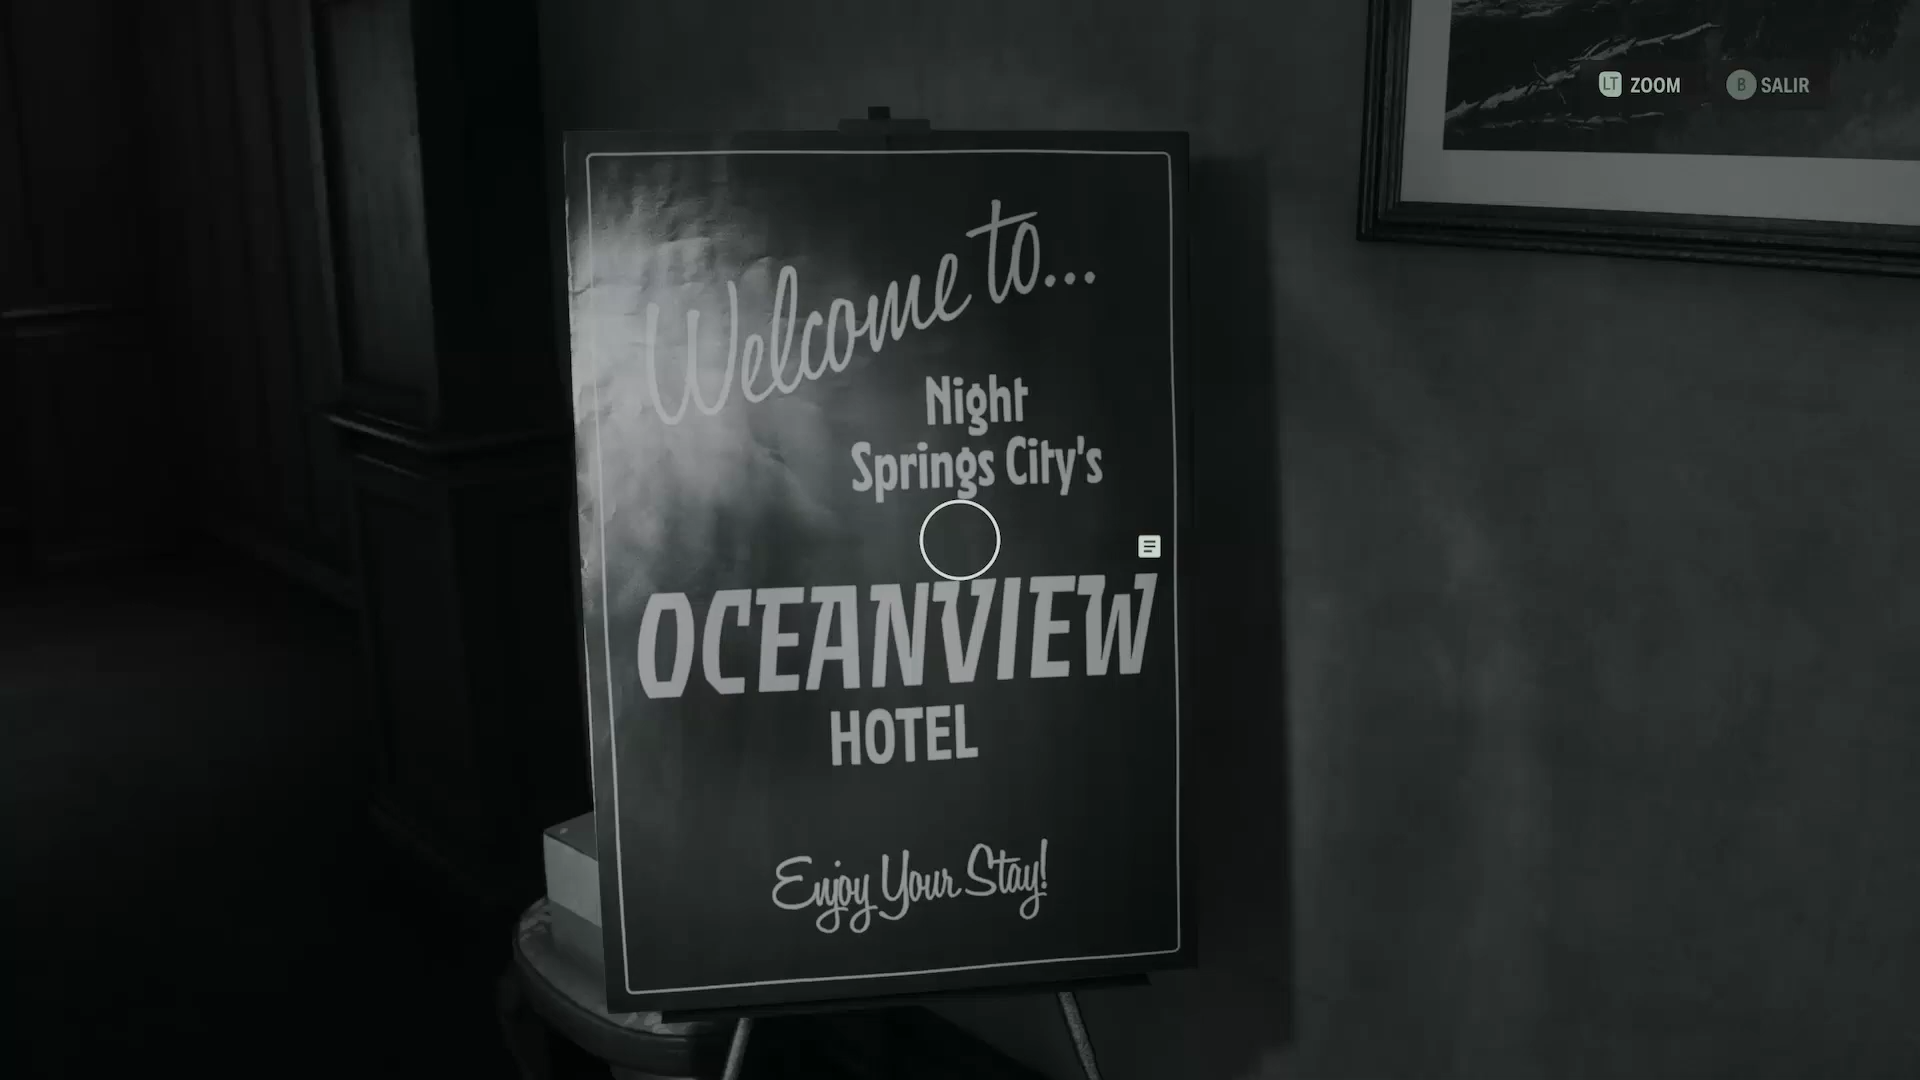 LT ZOOM B SALIR
Welcome to...
Night
Springs City's
OCEANVIEW
HOTEL
Enjoy Your Stay!